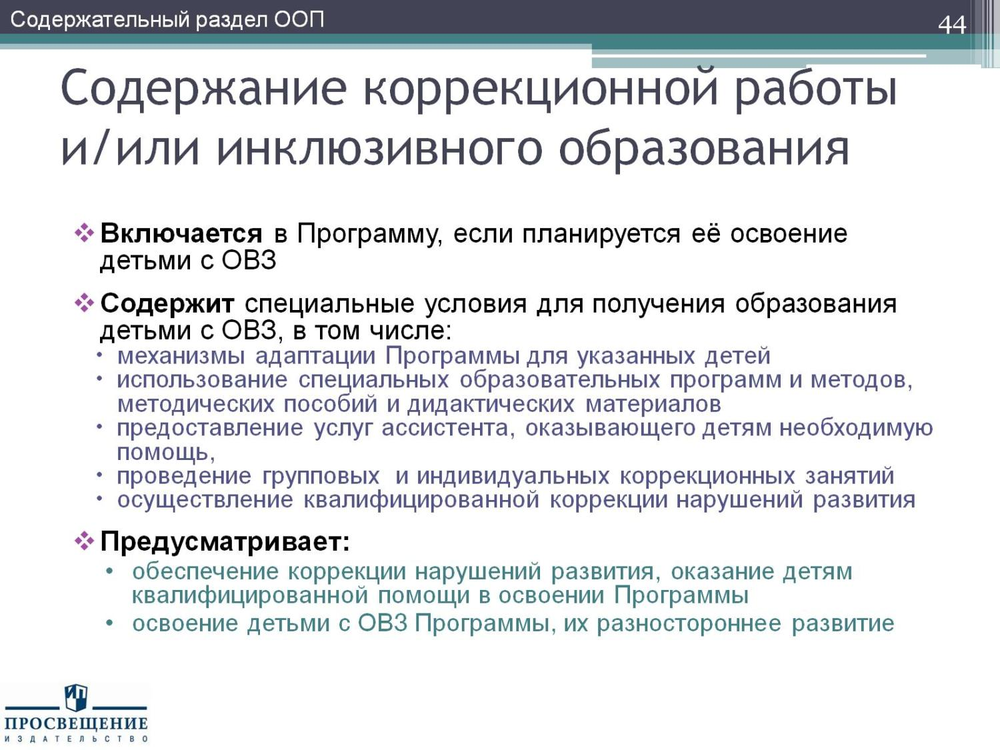 Содержательный раздел ООП
44
Содержание коррекционной работы
и/или инклюзивного образования
❖ Включается в Программу, если планируется её освоение
детьми с ОВЗ
❖ Содержит специальные условия для получения образования
детьми с ОВЗ, в том числе:
• механизмы адаптации Программы для указанных детей
• использование специальных образовательных программ и методов,
методических пособий и дидактических материалов
• предоставление услуг ассистента, оказывающего детям необходимую
помощь,
• проведение групповых и индивидуальных коррекционных занятий
• осуществление квалифицированной коррекции нарушений развития
❖ Предусматривает:
• обеспечение коррекции нарушений развития, оказание детям
квалифицированной помощи в освоении Программы
• освоение детьми с ОВЗ Программы, их разностороннее развитие
ИП
ПРОСВЕЩЕНИЕ
ИЗДАТЕЛЬСТВО